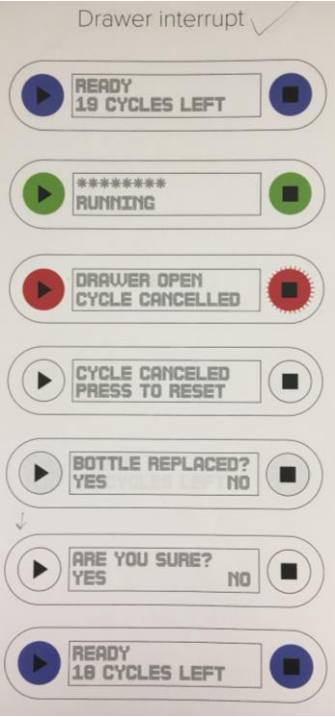 Drawer interrupt
READY
19 CYCLES LEFT
********
RUNNING
DRAWER OPEN
CYCLE CANCELLED
CYCLE CANCELED
PRESS TO RESET
BOTTLE REPLACED?
YES NO
ARE YOU SURE?
YES NO
READY
18 CYCLES LEFT